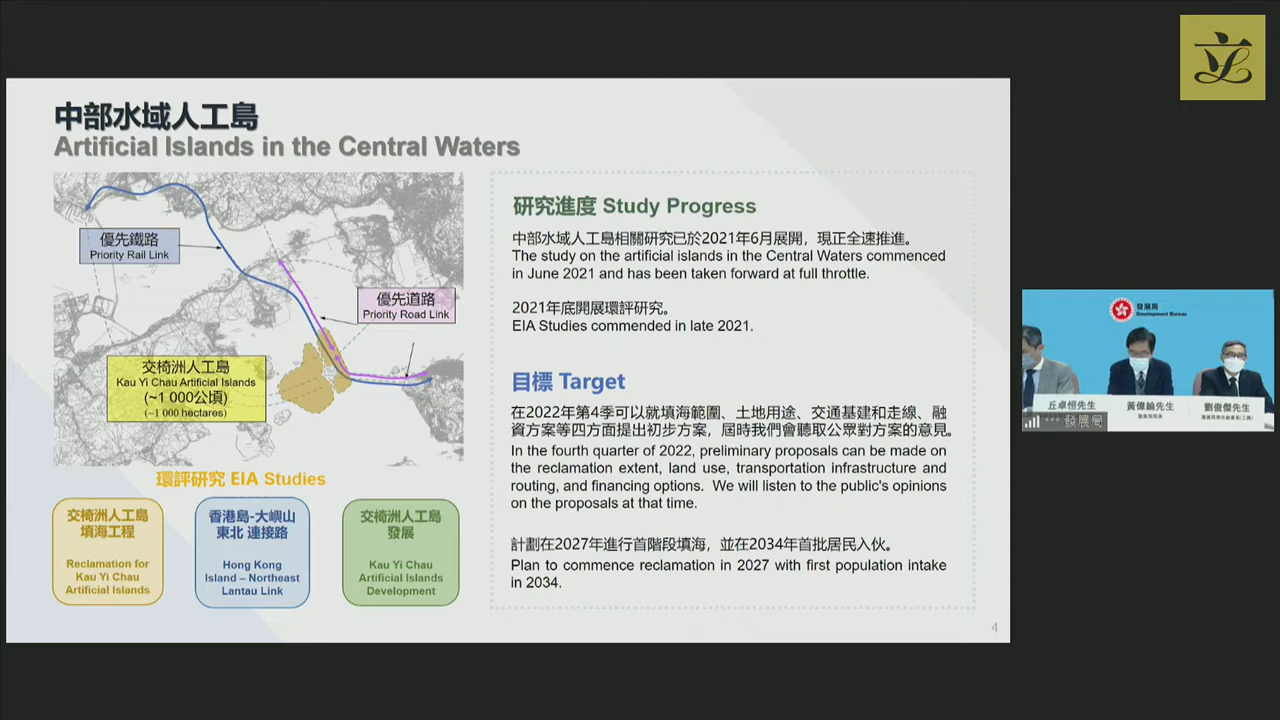 中部水域人工島
Artificial Islands in the Central Waters
優先鐵路
Priority Rail Link
優先道路
Priority Road Link
交椅洲人工島
Kau Yi Chau Artificial Islands
(~1 000公頃)
(~1 000 hectares)
環評研究 EIA Studies
交椅洲人工島
填海工程
Reclamation for
Kau Yi Chau
Artificial Islands
香港島-大嶼山
東北 連接路
Hong Kong
Island – Northeast
Lantau Link
交椅洲人工島
發展
Kau Yi Chau
Artificial Islands
Development
研究進度 Study Progress
中部水域人工島相關研究已於2021年6月展開，現正全速推進。
The study on the artificial islands in the Central Waters commenced
in June 2021 and has been taken forward at full throttle.
2021年底開展環評研究。
EIA Studies commended in late 2021.
目標 Target
在2022年第4季可以就填海範圍、土地用途、交通基建和走線、融
資方案等四方面提出初步方案，屆時我們會聽取公眾對方案的意見。
In the fourth quarter of 2022, preliminary proposals can be made on
the reclamation extent, land use, transportation infrastructure and
routing, and financing options. We will listen to the public's opinions
on the proposals at that time.
計劃在2027年進行首階段填海，並在2034年首批居民入伙。
Plan to commence reclamation in 2027 with first population intake
in 2034.
4
立
發展局
Development Bureau
丘卓恒先生
黃偉綸先生
發展局局長
劉俊傑先生
發展局